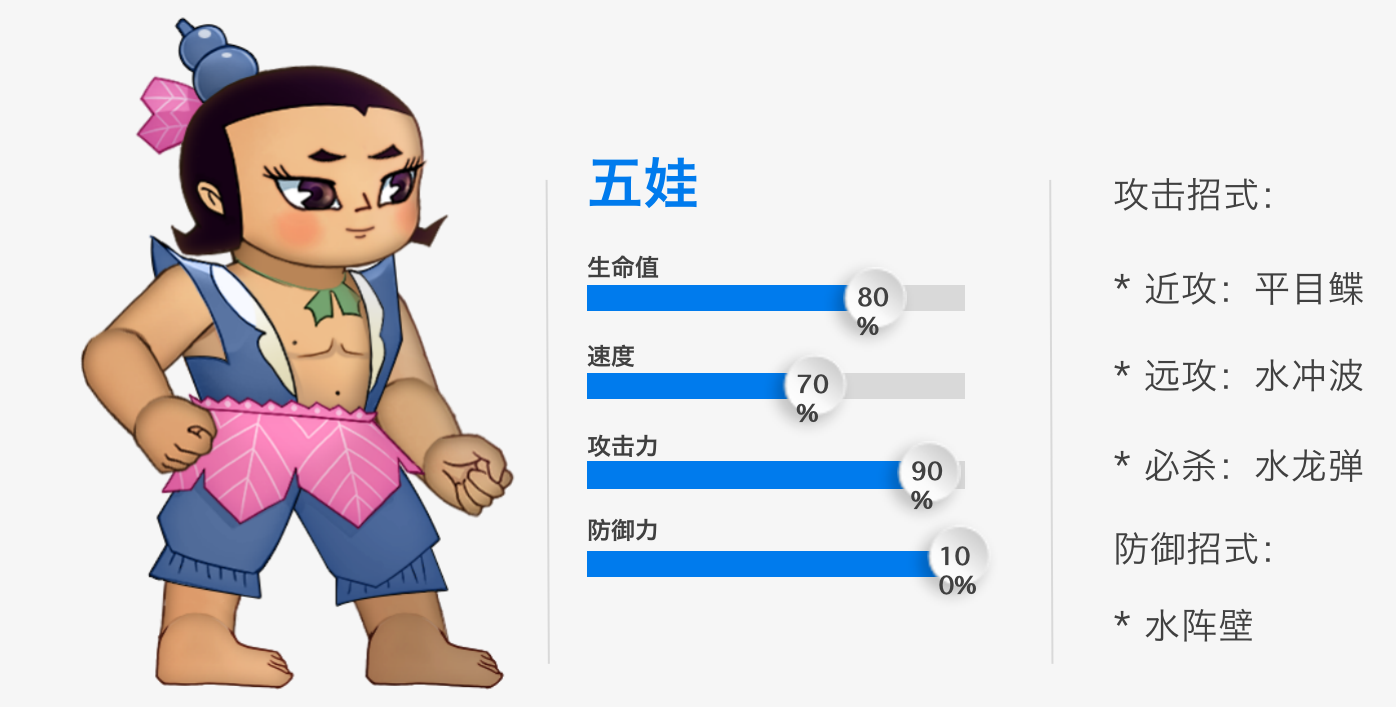 五娃
生命值
80
%
速度
70
%
攻击力
90
%
防御力
10
0%
攻击招式：
* 近攻：平目鲽
* 远攻：水冲波
* 必杀：水龙弹
防御招式：
* 水阵壁